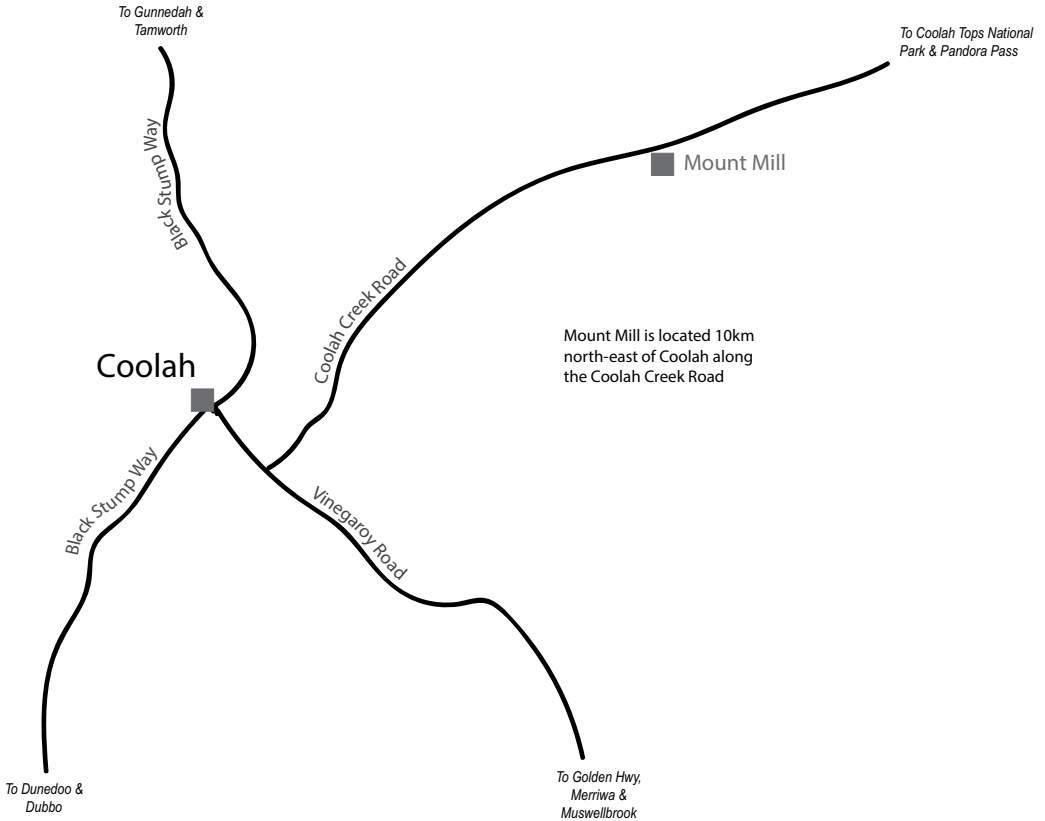 To Gunnedah &
Tamworth
To Coolah Tops National
Park & Pandora Pass
Black Stump Way
Mount Mill
Coolah Creek Road
Mount Mill is located 10km
north-east of Coolah along
the Coolah Creek Road
Coolah
Black Stump Way
Vinegaroy Road
To Dunedoo &
Dubbo
To Golden Hwy,
Merriwa &
Muswellbrook